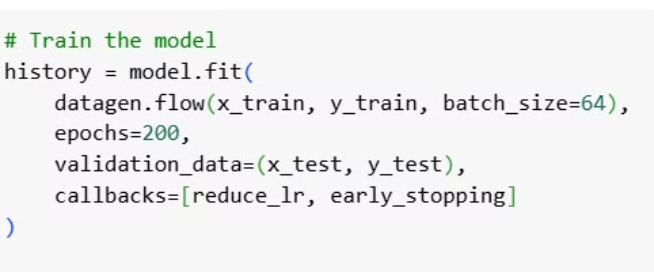 # Train the model
history = model.fit(
    datagen.flow(x_train, y_train, batch_size=64),
    epochs=200,
    validation_data=(x_test, y_test),
    callbacks=[reduce_lr, early_stopping]
)